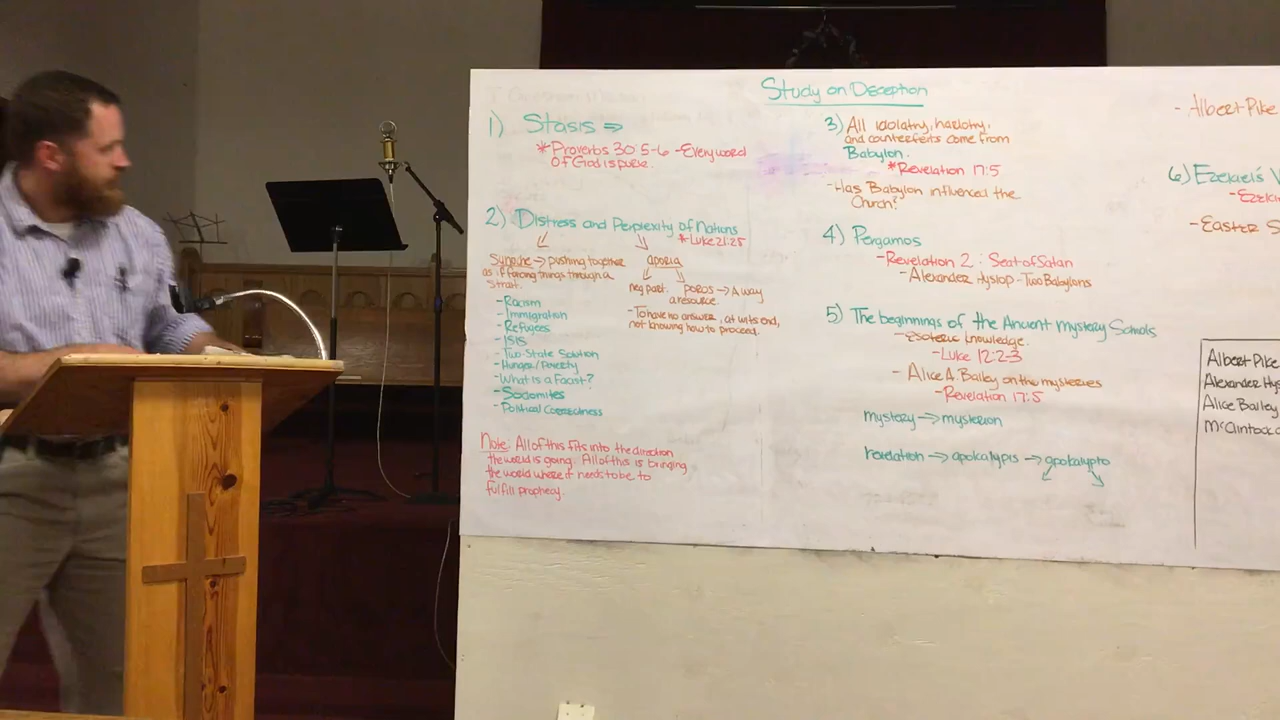 Study on Deception
1) Stasis ⇒
*Proverbs 30:5-6 -Every word
of God is pure.
2) Distress and Perplexity of Nations
*Luke 21:25
Synoche → pushing together
as if forcing things through a
strait.
-Racism
-Immigration
-Refugees
-ISIS
-Two-State Solution
-Hunger/Poverty
-What is a Facist?
-Sodomites
-Political Correctness
aporia
neg part.
poros → A way
a resource.
-To have no answer, at wits end,
not knowing how to proceed.
Note: All of this fits into the direction
the world is going. All of this is bringing
the world where it needs to be to
fulfill prophecy.
3) All idolatry, harlotry,
and counterfeits come from
Babylon.
*Revelation 17:5
-Has Babylon influenced the
Church?
4) Pergamos
-Revelation 2: Seat of Satan
-Alexander Hyslop - Two Babylons
5) The beginnings of the Ancient Mystery Schools
-Esoteric knowledge.
-Luke 12:2-3
-Alice A. Bailey on the mysteries
-Revelation 17:5
mystery → mysterion
revelation → apokalypis → apokalypto
-Albert Pike
6) Ezekiel's
-Easter
Albert Pike
Alexander
Alice Bailey